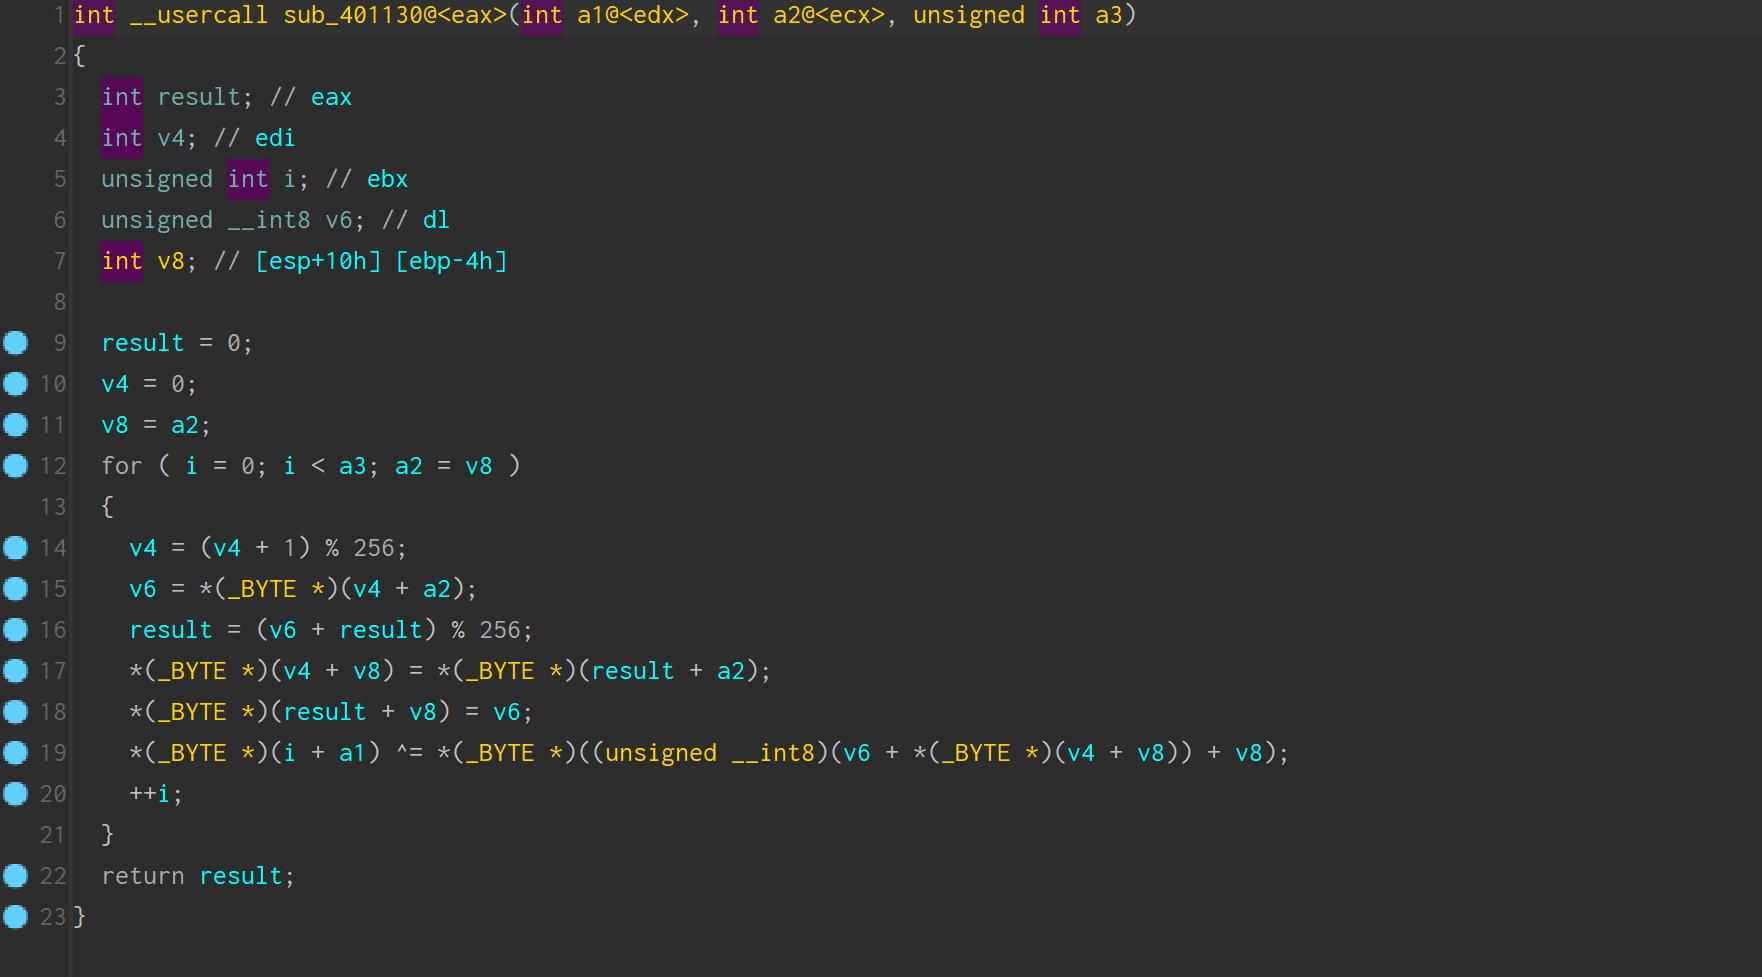 1 int __usercall sub_401130@<eax>(int a1@<edx>, int a2@<ecx>, unsigned int a3)
2 {
3   int result; // eax
4   int v4; // edi
5   unsigned int i; // ebx
6   unsigned __int8 v6; // dl
7   int v8; // [esp+10h] [ebp-4h]
8
9   result = 0;
10   v4 = 0;
11   v8 = a2;
12   for ( i = 0; i < a3; a2 = v8 )
13   {
14     v4 = (v4 + 1) % 256;
15     v6 = *(_BYTE *)(v4 + a2);
16     result = (v6 + result) % 256;
17     *(_BYTE *)(v4 + v8) = *(_BYTE *)(result + a2);
18     *(_BYTE *)(result + v8) = v6;
19     *(_BYTE *)(i + a1) ^= *(_BYTE *)((unsigned __int8)(v6 + *(_BYTE *)(v4 + v8)) + v8);
20     ++i;
21   }
22   return result;
23 }